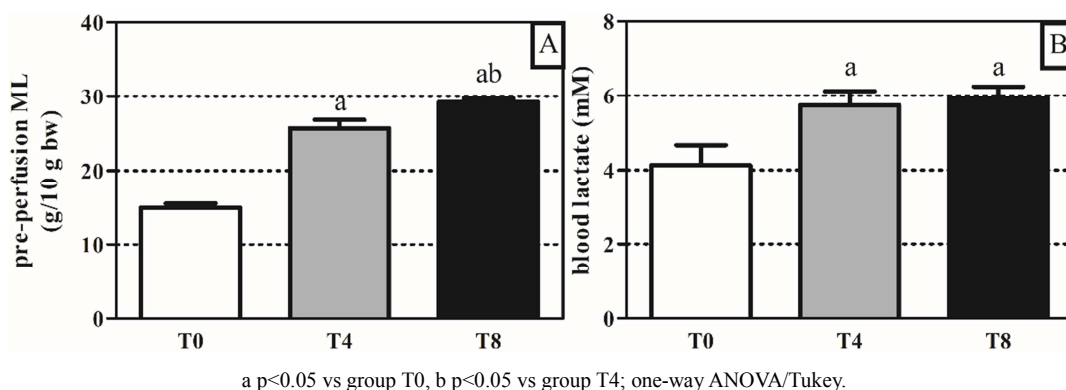 A
pre-perfusion ML
(g/10 g bw)
40
30
20
10
0
a
ab
T0
T4
T8
B
blood lactate (mM)
8
6
4
2
0
a
a
T0
T4
T8
a p<0.05 vs group T0, b p<0.05 vs group T4; one-way ANOVA/Tukey.